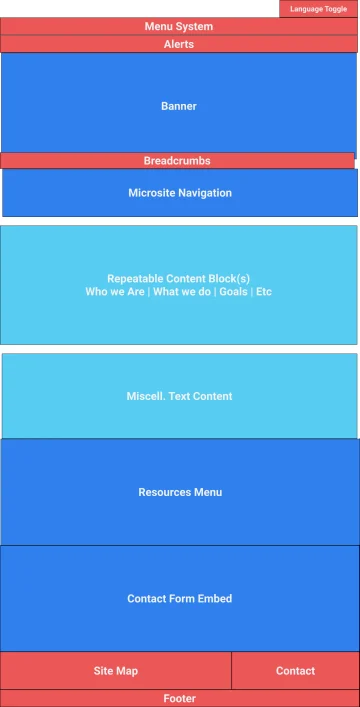 Language Toggle
Menu System
Alerts
Banner
Breadcrumbs
Microsite Navigation
Repeatable Content Block(s)
Who we Are | What we do | Goals | Etc
Miscell. Text Content
Resources Menu
Contact Form Embed
Site Map
Contact
Footer